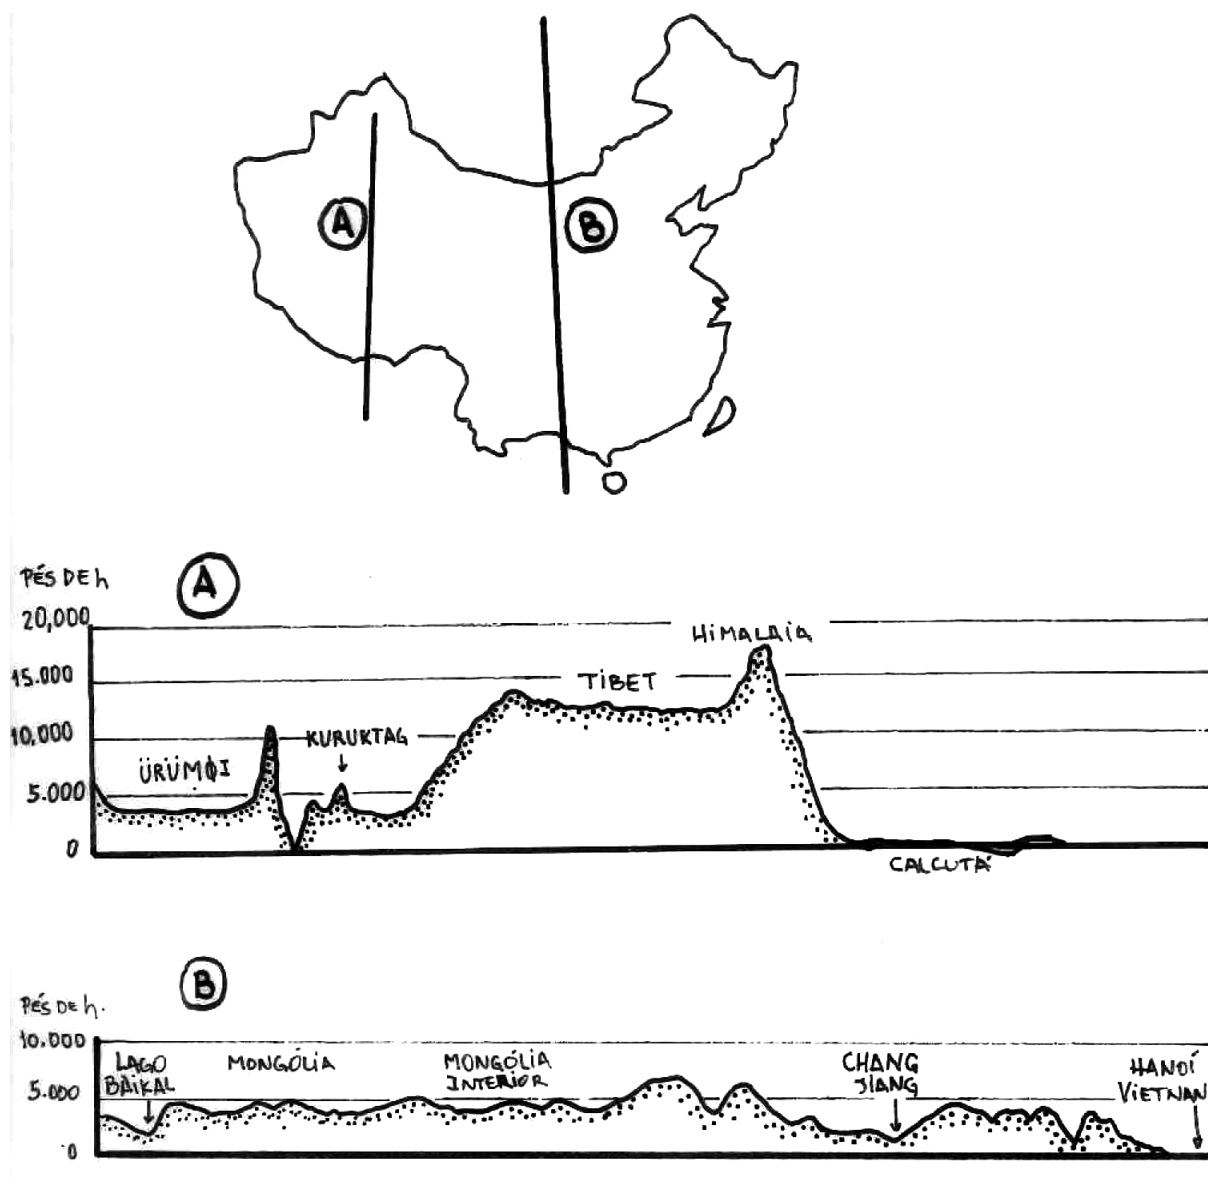 A
B
PÉS DE h
A
20,000
HIMALAIA
15.000
TIBET
10,000
KURUKTAG
ÜRÜMQI
5.000
0
CALCUTÁ
B
PÉS DE h.
10.000
LAGO BAIKAL
MONGÓLIA
MONGÓLIA INTERIOR
CHANG JIANG
HANOÍ VIETNAN
5.000
0